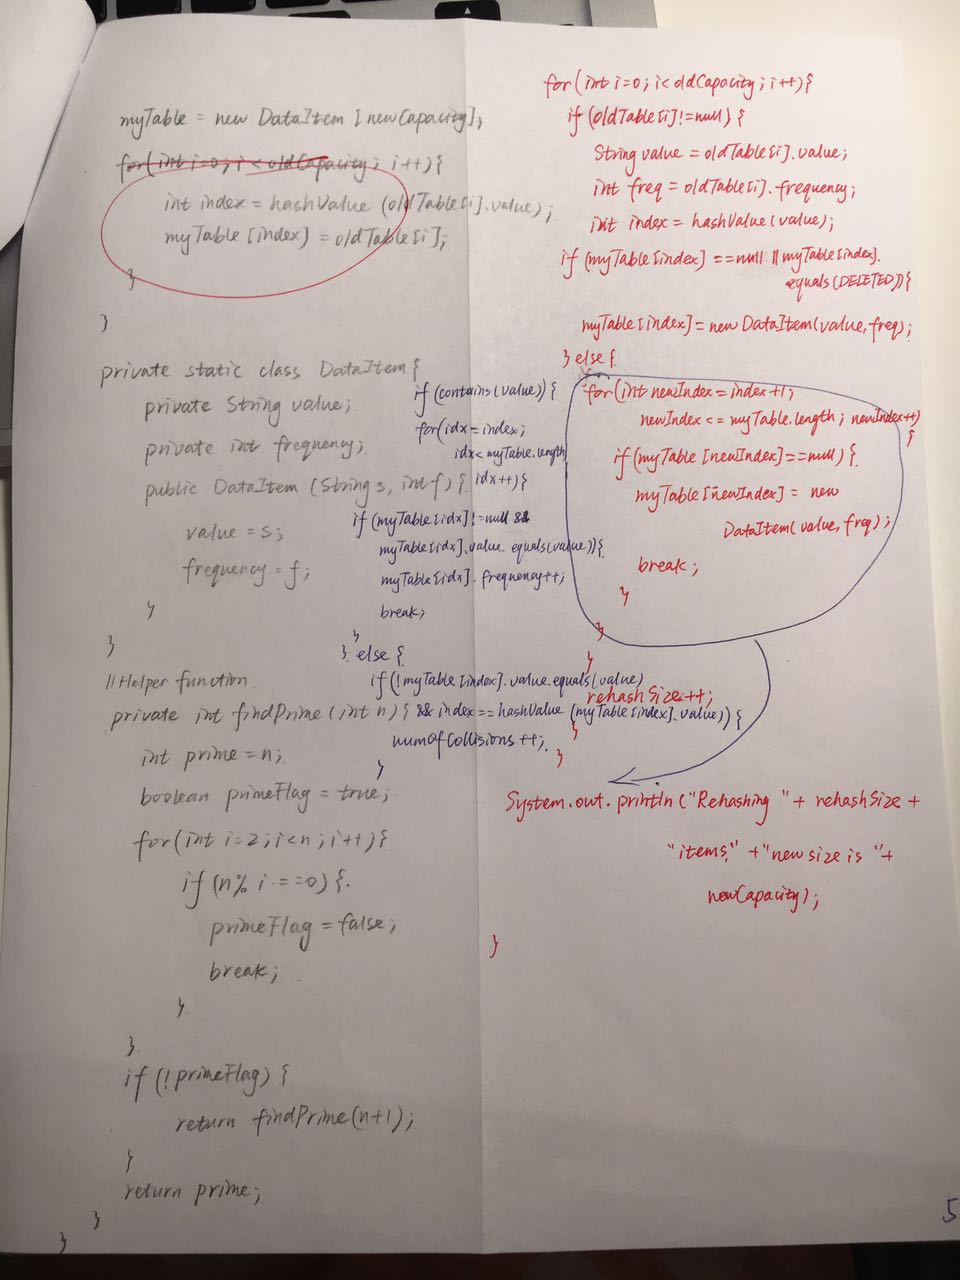 myTable = new DataItem [newCapacity];
for(int i=0; i<oldCapacity; i++){
int index = hashValue (oldTable[i].value);
myTable [index] = oldTable[i];
}
}
private static class DataItem {
private String value;
private int frequency;
public DataItem (String s, int f) {
value = s;
frequency = f;
}
}
//Helper function
private int findPrime (int n) {
int prime = n;
boolean primeFlag = true;
for(int i=2; i<n; i++){
if (n% i ==0) {
primeFlag = false;
break;
}
}
if (!primeFlag) {
return findPrime(n+1);
}
return prime;
}
}
if (contains(value)) {
for(idx = index;
idx< myTable.length
idx++) {
if (myTable [idx] !=null &&
myTable[idx].value.equals(value)){
myTable [idx]. frequency++;
break;
}
} else {
if (!myTable [index].value.equals(value)
&& index == hashValue (myTable[index].value)) {
numOfCollisions ++;
}
for(int i=0; i<oldCapacity; i++){
if (oldTable[i] !=null) {
String value = oldTable[i].value;
int freq = oldTable[i].frequency;
int index = hashValue(value);
if (myTable [index] ==null || myTable[index].
equals(DELETED)){
myTable [index] = new DataItem(value,freq);
} else {
for(int newIndex = index +1;
newIndex <= myTable.length; newIndex++)
{
if (myTable [newIndex] ==null) {
myTable [newIndex] = new
DataItem(value, freq);
break;
}
}
}
rehashSize ++;
}
}
System.out.println ("Rehashing " + rehashSize +
"items," + "new size is " +
newCapacity);
}
5